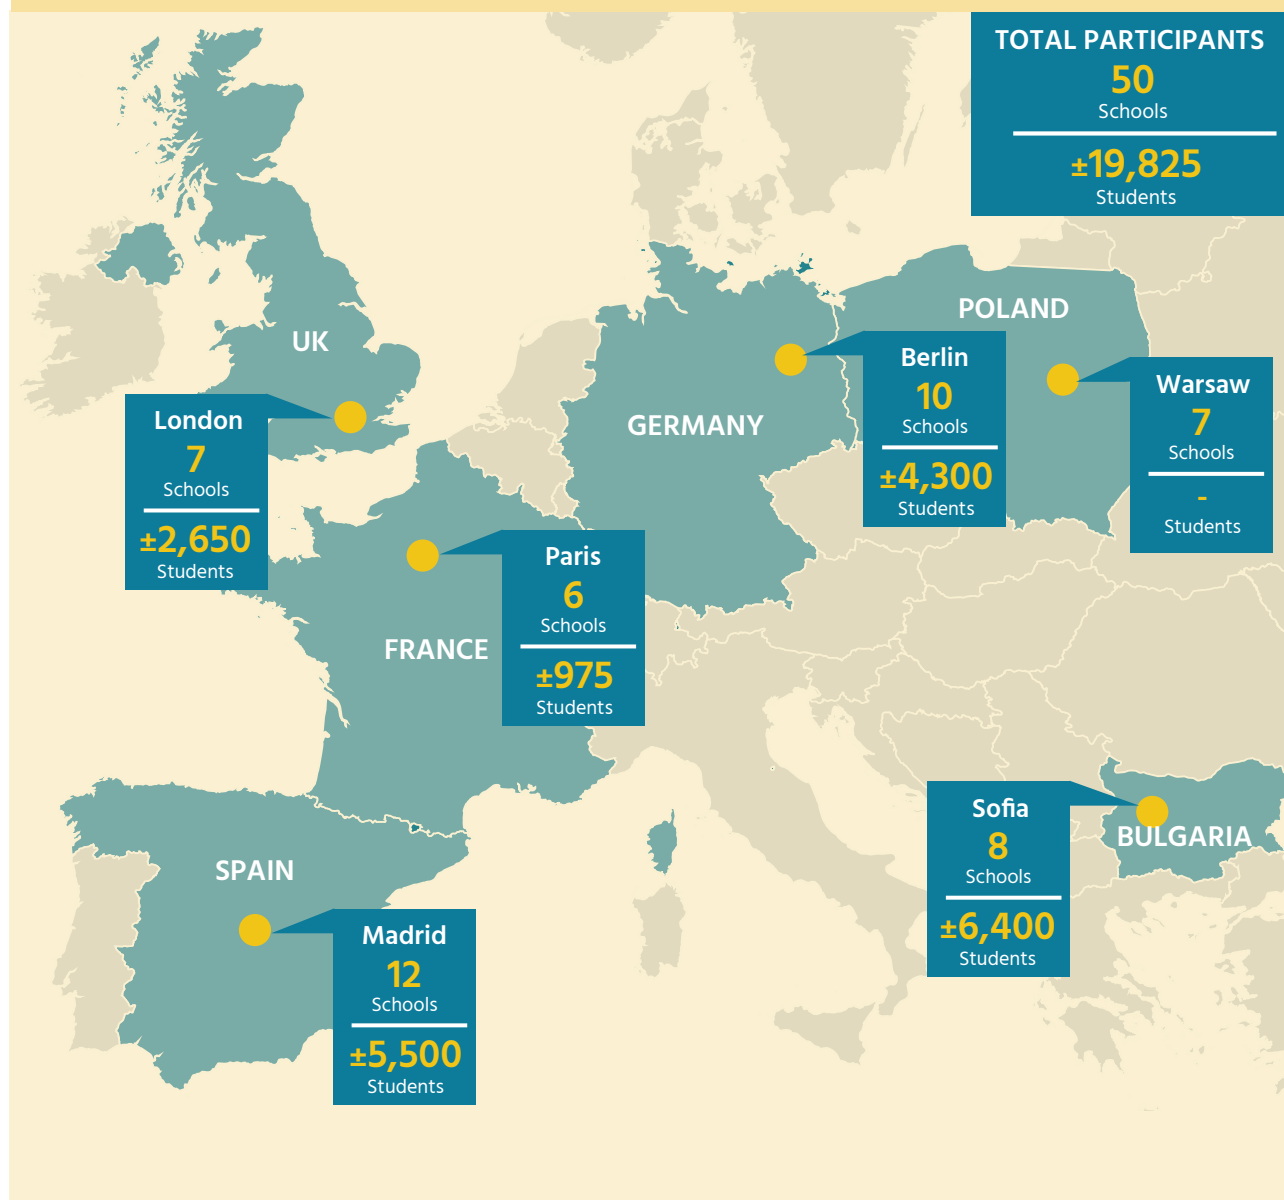 TOTAL PARTICIPANTS
50
Schools
±19,825
Students
UK
London
7
Schools
±2,650
Students
POLAND
Berlin
10
Schools
±4,300
Students
Warsaw
7
Schools
-
Students
GERMANY
Paris
6
Schools
±975
Students
FRANCE
SPAIN
Madrid
12
Schools
±5,500
Students
Sofia
8
Schools
±6,400
Students
BULGARIA